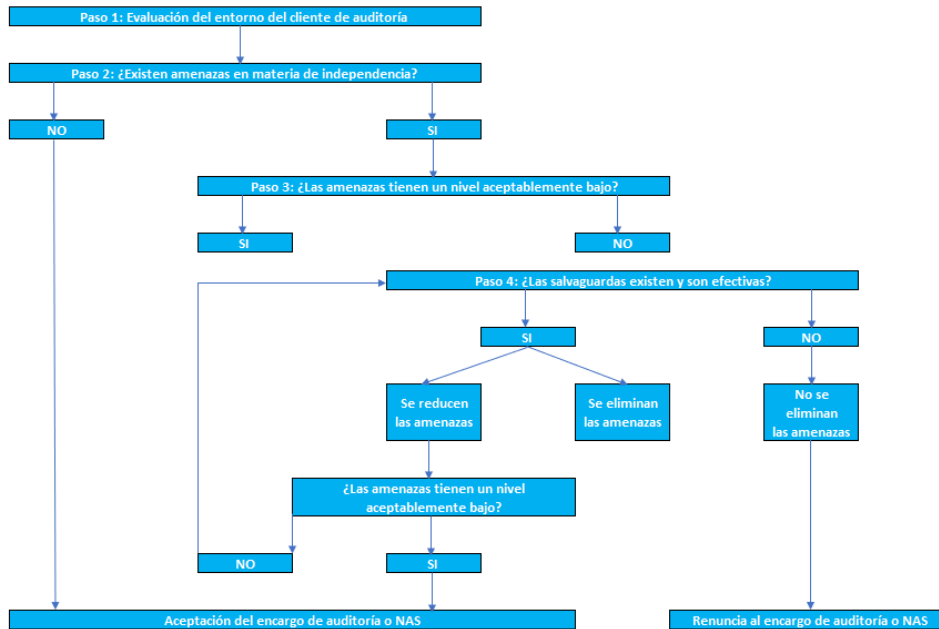 Paso 1: Evaluación del entorno del cliente de auditoría
Paso 2: ¿Existen amenazas en materia de independencia?
NO
SI
Paso 3: ¿Las amenazas tienen un nivel aceptablemente bajo?
SI
NO
Paso 4: ¿Las salvaguardas existen y son efectivas?
SI
NO
Se reducen
las amenazas
Se eliminan
las amenazas
No se
eliminan
las amenazas
¿Las amenazas tienen un nivel
aceptablemente bajo?
NO
SI
Aceptación del encargo de auditoría o NAS
Renuncia al encargo de auditoría o NAS